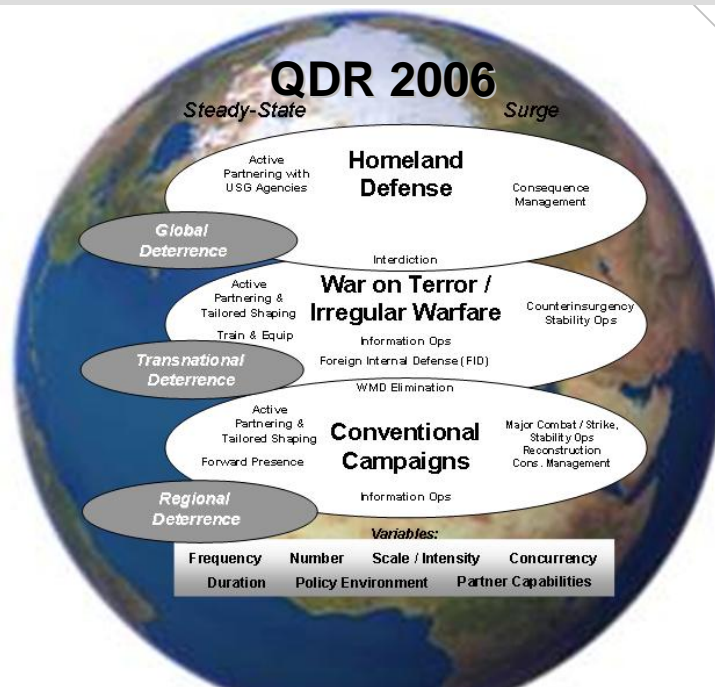 QDR 2006
Steady-State
Surge
Active
Partnering with
USG Agencies
Homeland
Defense
Consequence
Management
Global
Deterrence
Interdiction
Active
Partnering &
Tailored Shaping
Train & Equip
War on Terror /
Irregular Warfare
Information Ops
Foreign Internal Defense (FID)
Counterinsurgency
Stability Ops
Transnational
Deterrence
WMD Elimination
Active
Partnering &
Tailored Shaping
Forward Presence
Conventional
Campaigns
Information Ops
Major Combat / Strike,
Stability Ops
Reconstruction
Cons. Management
Regional
Deterrence
Variables:
Frequency Number Scale / Intensity Concurrency
Duration Policy Environment Partner Capabilities